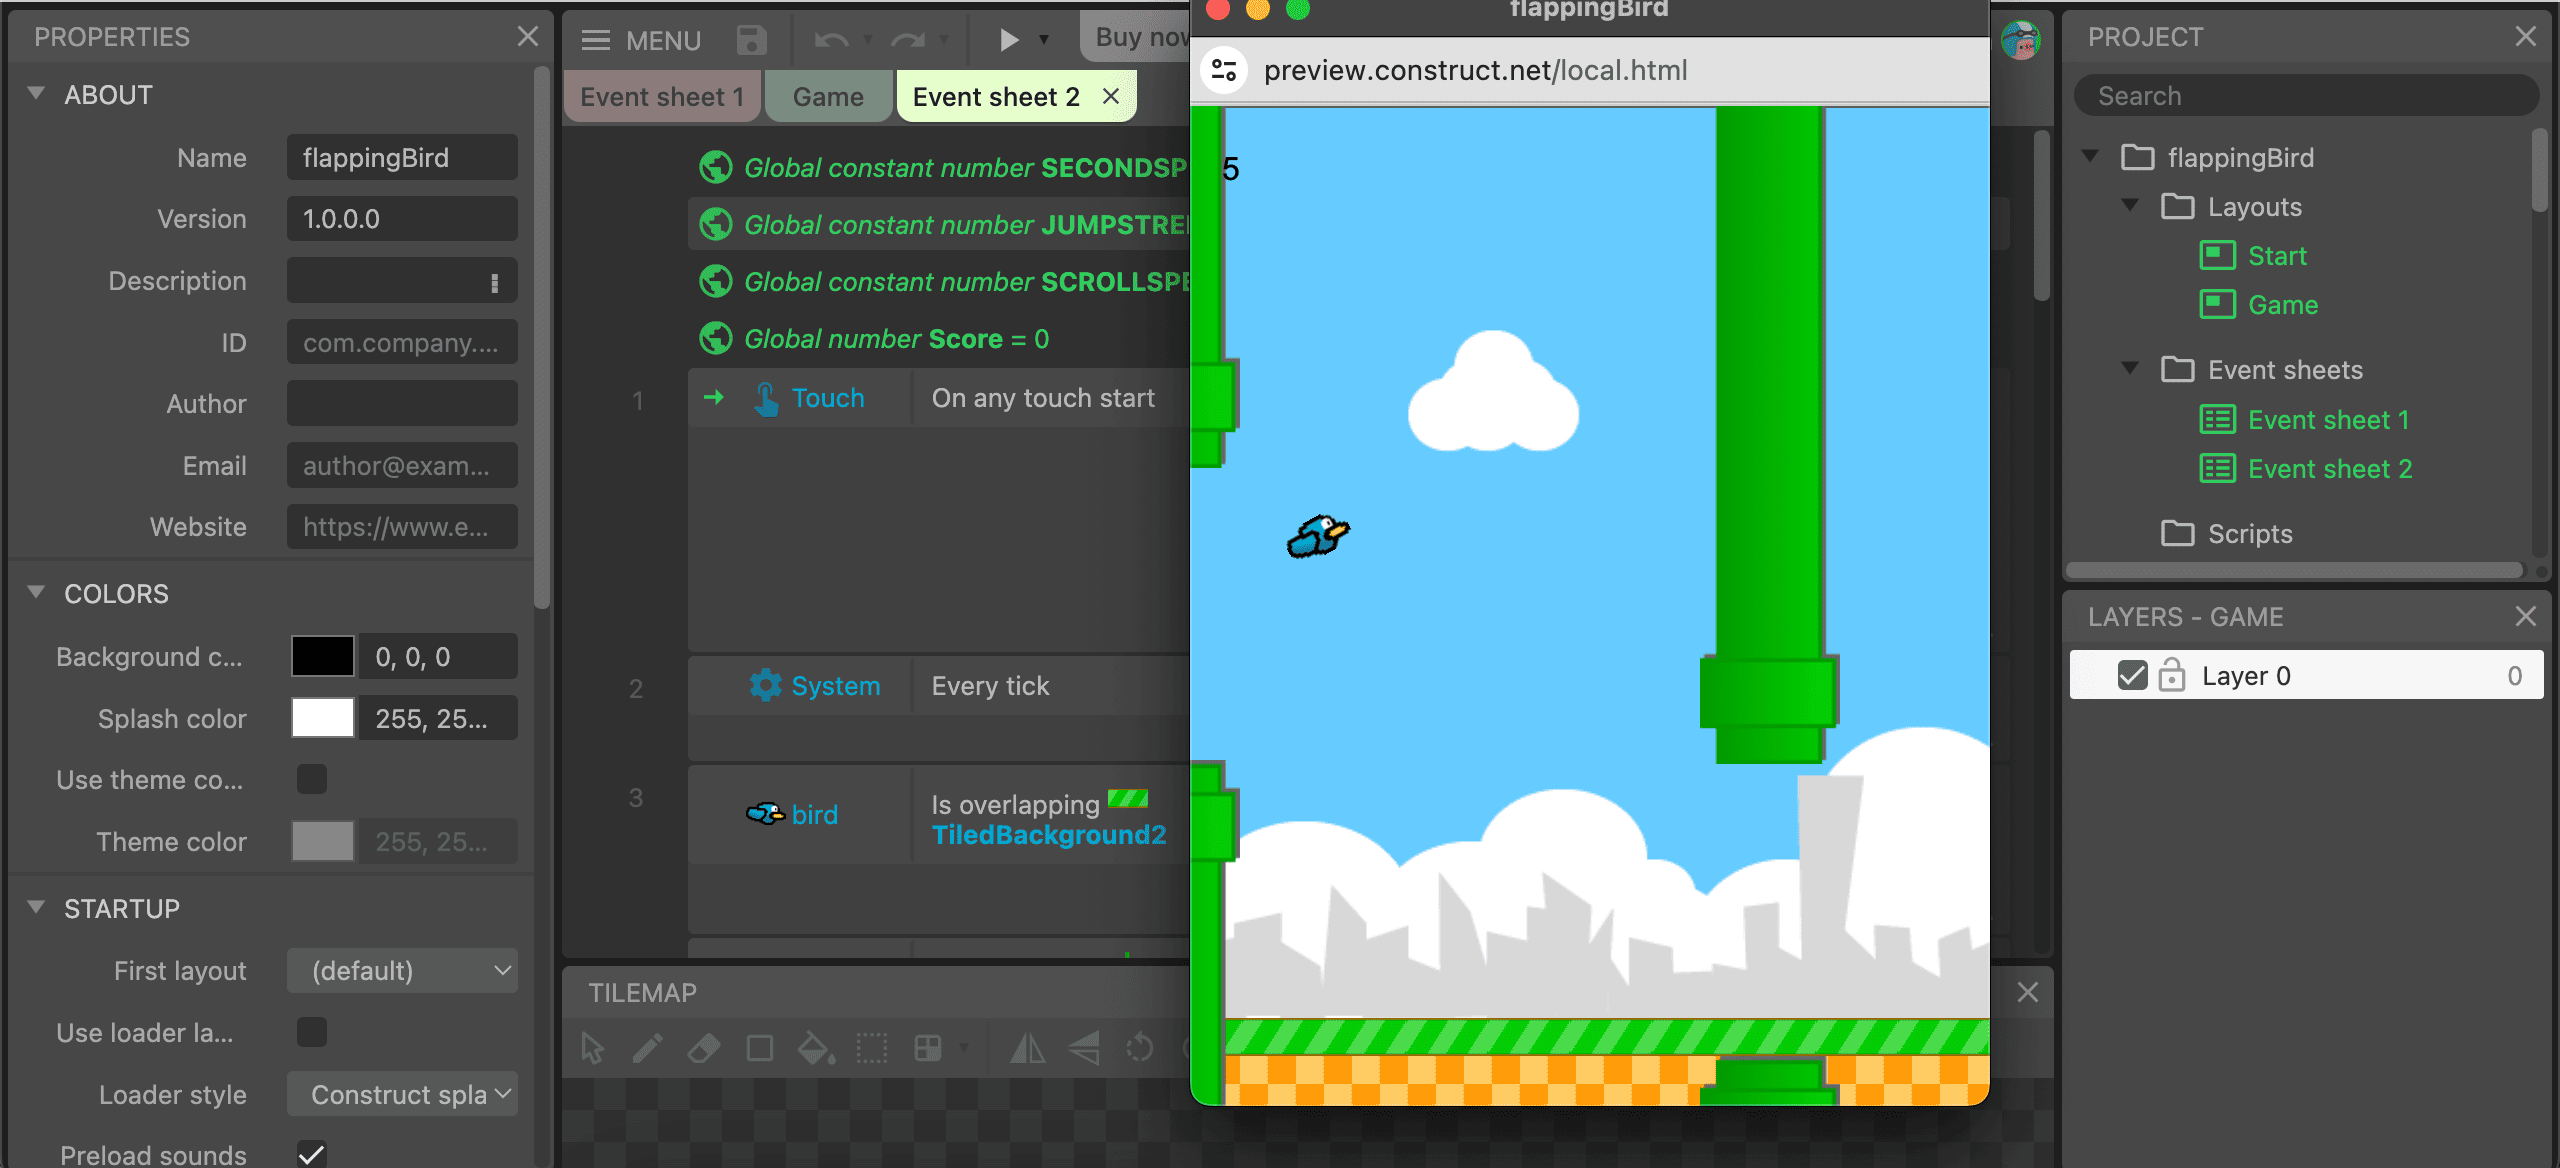 PROPERTIES
ABOUT
Name flappingBird
Version 1.0.0.0
Description
ID com.company....
Author
Email author@exam...
Website https://www.e...
COLORS
Background c... 0, 0, 0
Splash color 255, 25...
Use theme co...
Theme color 255, 25...
STARTUP
First layout (default)
Use loader la...
Loader style Construct spla
Preload sounds
MENU
Buy now
Event sheet 1
Game
Event sheet 2
Global constant number SECONDSP
Global constant number JUMPSTRE
Global constant number SCROLLSPE
Global number Score = 0
1 Touch On any touch start
2 System Every tick
3 bird Is overlapping
TiledBackground2
2
TILEMAP
flappingBird
preview.construct.net/local.html
5
PROJECT
Search
flappingBird
Layouts
Start
Game
Event sheets
Event sheet 1
Event sheet 2
Scripts
LAYERS - GAME
Layer 0 0